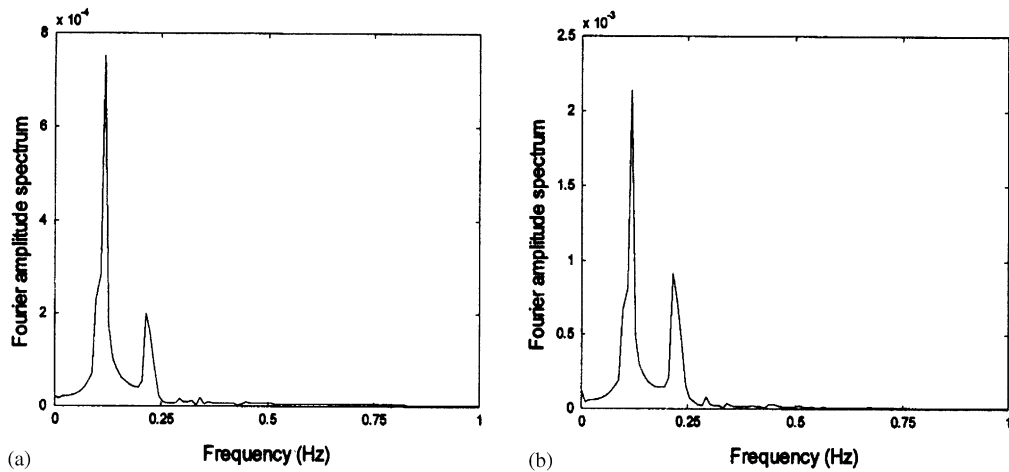 x 10⁻⁴
8
6
4
2
0
0
0.25
0.5
0.75
1
Fourier amplitude spectrum
Frequency (Hz)
(a)
x 10⁻³
2.5
2
1.5
1
0.5
0
0
0.25
0.5
0.75
1
Fourier amplitude spectrum
Frequency (Hz)
(b)